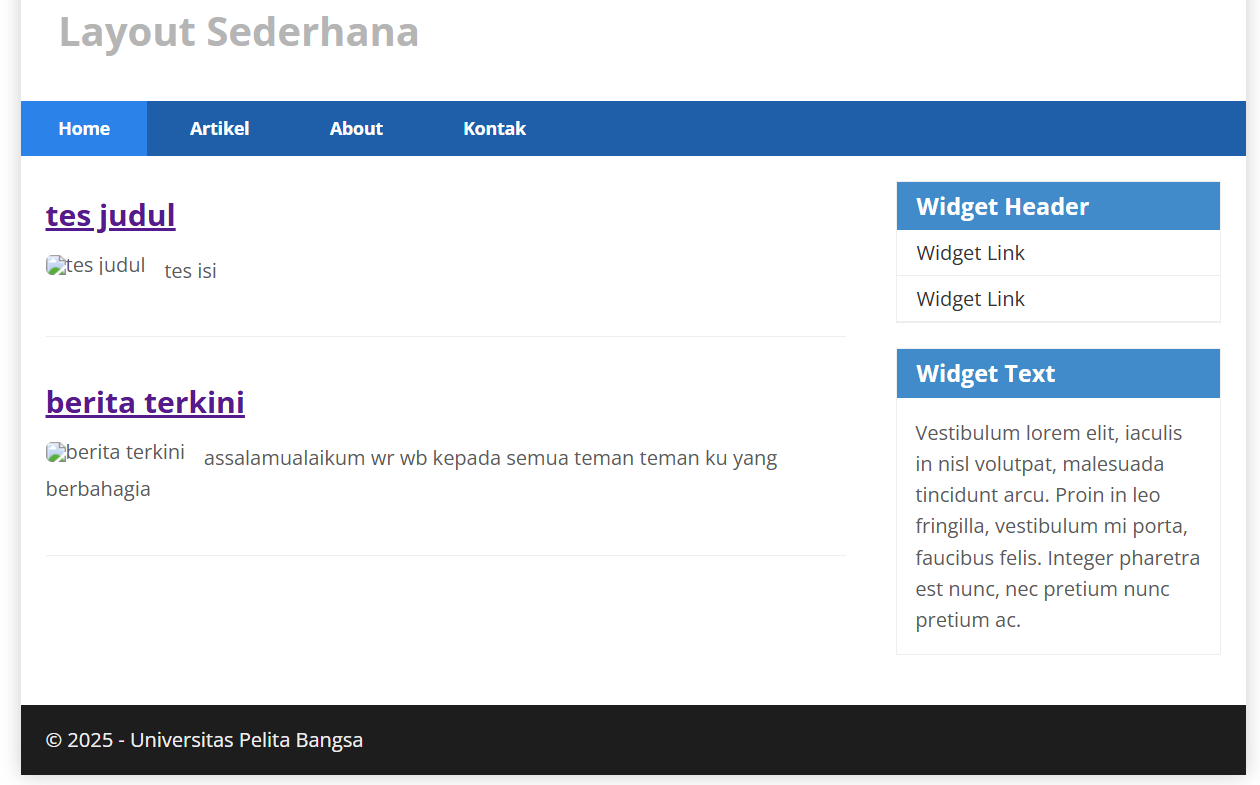 Layout Sederhana
Home Artikel About Kontak
tes judul
tes judul tes isi
berita terkini
berita terkini assalamualaikum wr wb kepada semua teman teman ku yang
berbahagia
Widget Header
Widget Link
Widget Link
Widget Text
Vestibulum lorem elit, iaculis
in nisl volutpat, malesuada
tincidunt arcu. Proin in leo
fringilla, vestibulum mi porta,
faucibus felis. Integer pharetra
est nunc, nec pretium nunc
pretium ac.
© 2025 - Universitas Pelita Bangsa